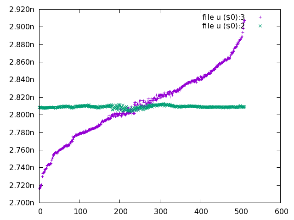 2.920n
2.900n
2.880n
2.860n
2.840n
2.820n
2.800n
2.780n
2.760n
2.740n
2.720n
2.700n
file u ($0):3
file u ($0):2
0 100 200 300 400 500 600